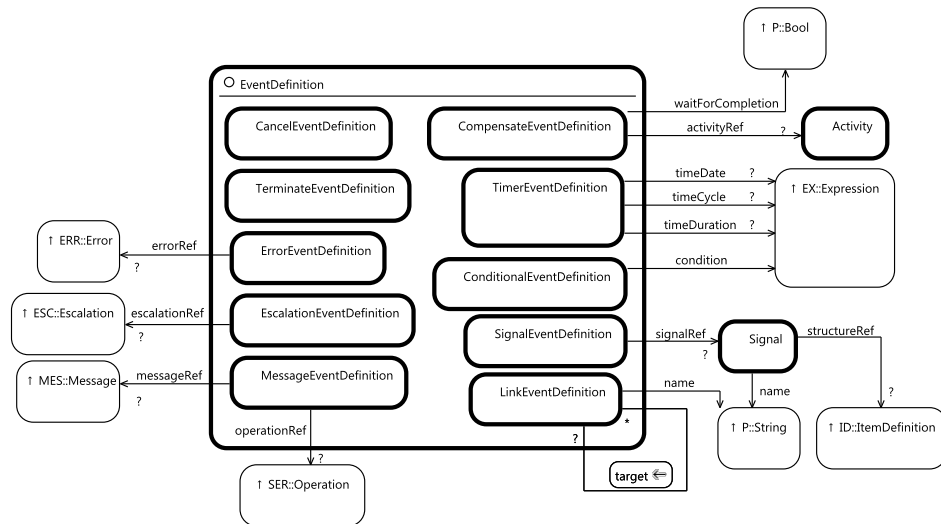 ↑ P::Bool
EventDefinition
waitForCompletion
CancelEventDefinition
CompensateEventDefinition
activityRef
?
Activity
TerminateEventDefinition
TimerEventDefinition
timeDate ?
timeCycle ?
timeDuration ?
↑ EX::Expression
↑ ERR::Error
errorRef
?
ErrorEventDefinition
ConditionalEventDefinition
condition
↑ ESC::Escalation
escalationRef
?
EscalationEventDefinition
SignalEventDefinition
signalRef
?
Signal
structureRef
?
↑ MES::Message
messageRef
?
MessageEventDefinition
LinkEventDefinition
name
name
↑ P::String
↑ ID::ItemDefinition
operationRef
?
*
?
target ⇐
↑ SER::Operation